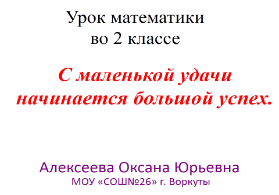 Урок математики
во 2 классе
С маленькой удачи
начинается большой успех.
Алексеева Оксана Юрьевна
МОУ «СОШ№26» г. Воркуты